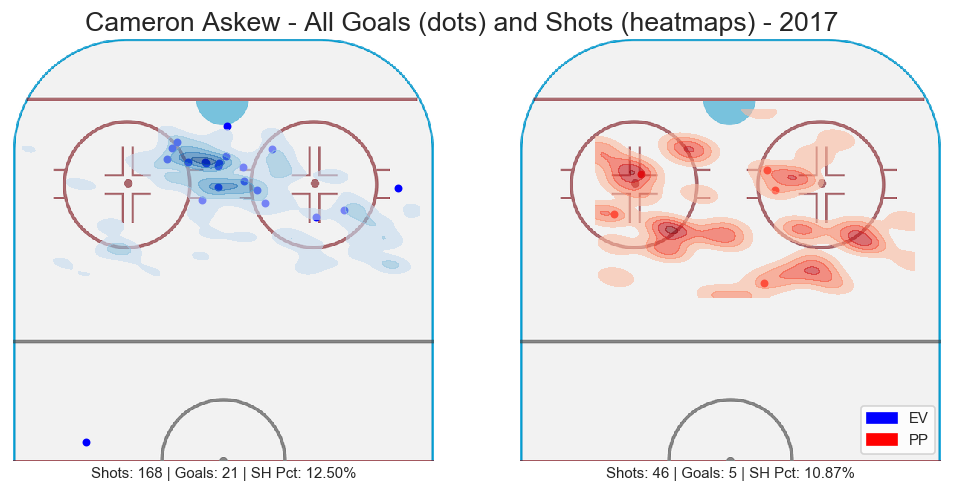 Cameron Askew - All Goals (dots) and Shots (heatmaps) - 2017
EV
PP
Shots: 168 | Goals: 21 | SH Pct: 12.50%
Shots: 46 | Goals: 5 | SH Pct: 10.87%